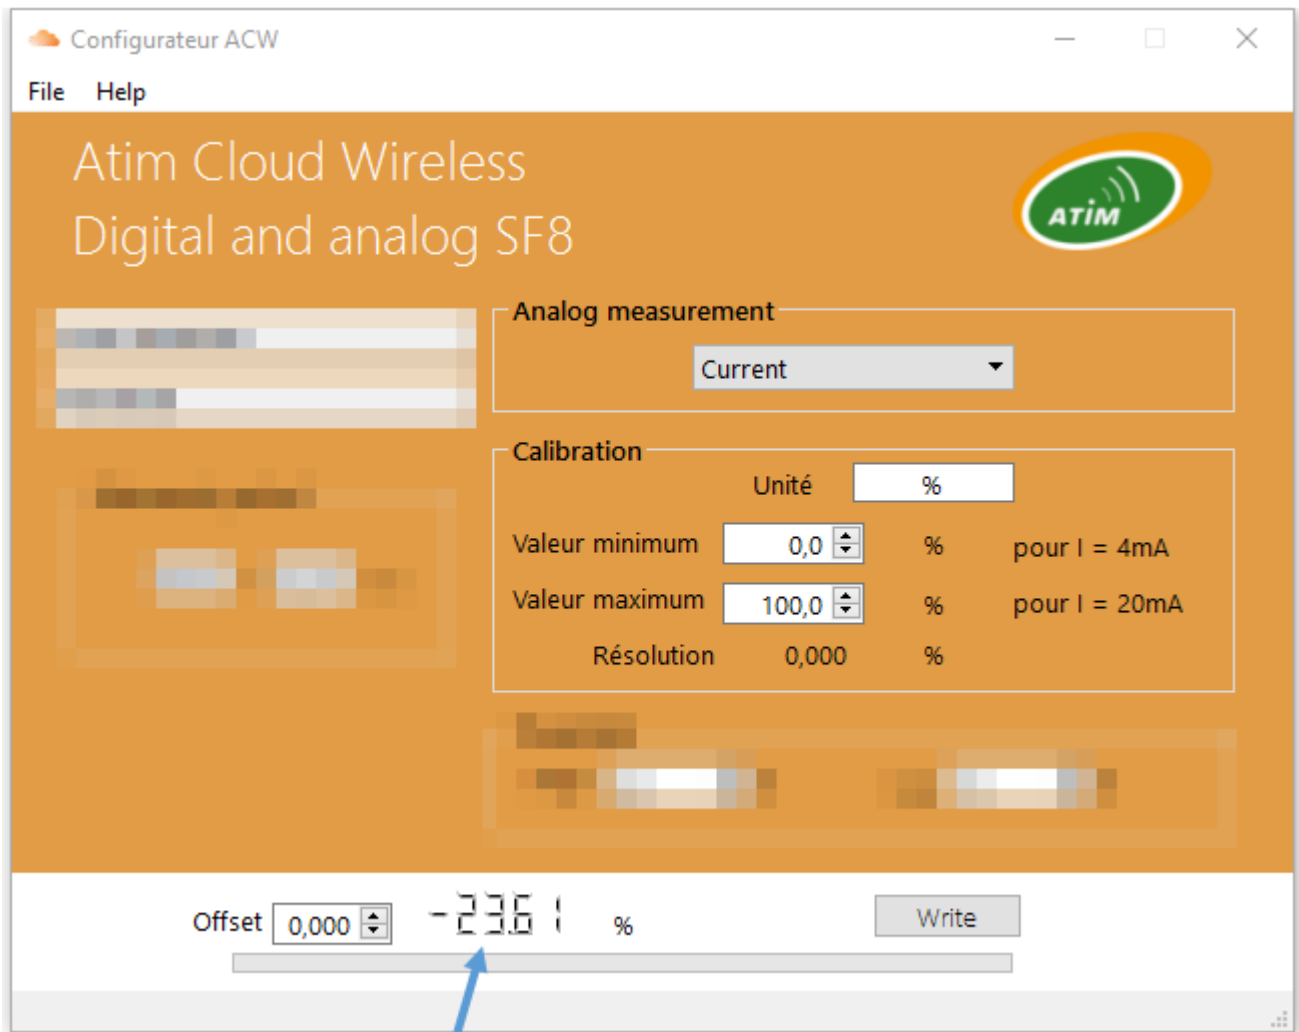 Configurateur ACW
File Help
Atim Cloud Wireless
Digital and analog SF8
ATiM
Analog measurement
Current
Calibration
Unité %
Valeur minimum 0,0 % pour I = 4mA
Valeur maximum 100,0 % pour I = 20mA
Résolution 0,000 %
Offset 0,000 -23.61 % Write